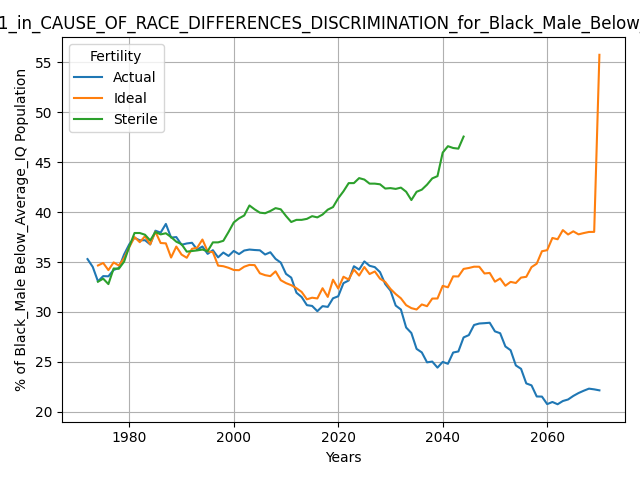 1_in_CAUSE_OF_RACE_DIFFERENCES_DISCRIMINATION_for_Black_Male_Below_
Fertility
Actual
Ideal
Sterile
% of Black_Male Below_Average_IQ Population
55
50
45
40
35
30
25
20
1980
2000
2020
2040
2060
Years